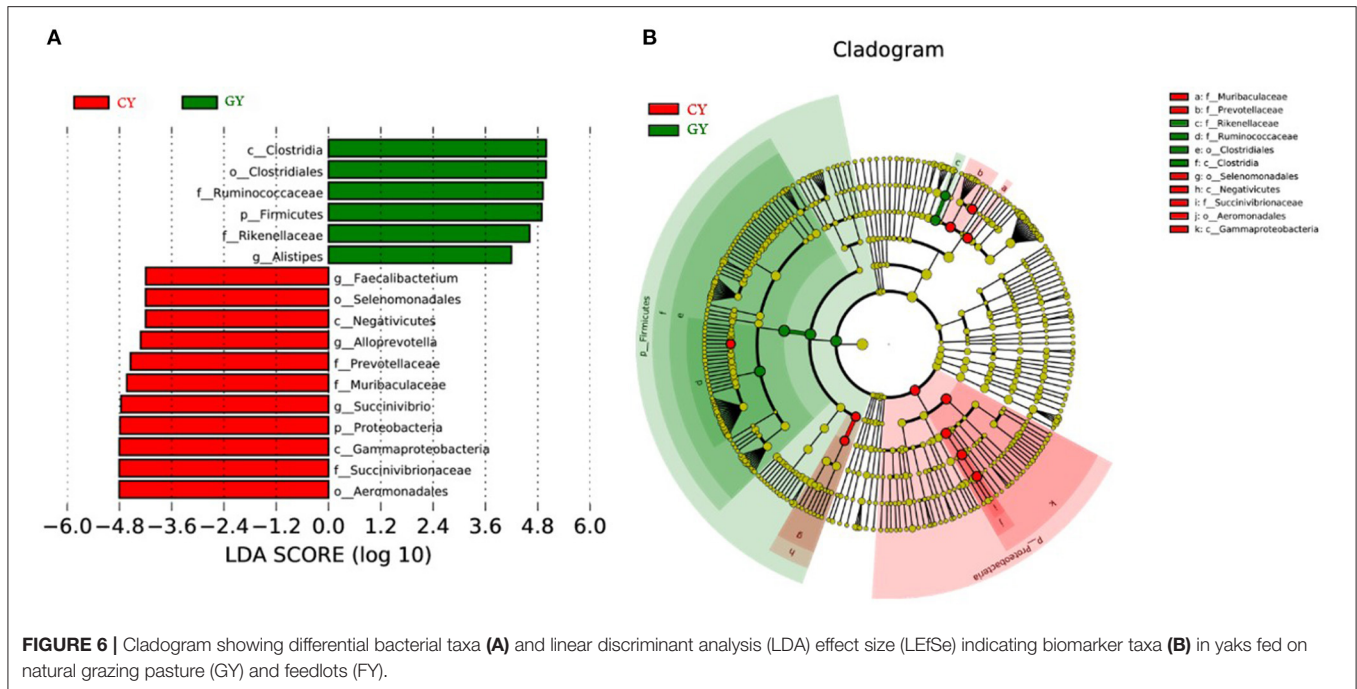 A
CY GY
c__Clostridia
o__Clostridiales
f__Ruminococcaceae
p__Firmicutes
f__Rikenellaceae
g__Alistipes
g__Faecalibacterium
o__Selehomonadales
c__Negativicutes
g__Alloprevotella
f__Prevotellaceae
f__Muribaculaceae
g__Succinivibrio
p__Proteobacteria
c__Gammaproteobacteria
f__Succinivibrionaceae
o__Aeromonadales
−6.0 −4.8 −3.6 −2.4 −1.2 0.0 1.2 2.4 3.6 4.8 6.0
LDA SCORE (log 10)
B
Cladogram
CY
GY
p__Firmicutes
f
e
d
c
b
a
g
h
i
j
k
p__Proteobacteria
a: f__Muribaculaceae
b: f__Prevotellaceae
c: f__Rikenellaceae
d: f__Ruminococcaceae
e: o__Clostridiales
f: c__Clostridia
g: o__Selenomonadales
h: c__Negativicutes
i: f__Succinivibrionaceae
j: o__Aeromonadales
k: c__Gammaproteobacteria
FIGURE 6 | Cladogram showing differential bacterial taxa (A) and linear discriminant analysis (LDA) effect size (LEfSe) indicating biomarker taxa (B) in yaks fed on
natural grazing pasture (GY) and feedlots (FY).